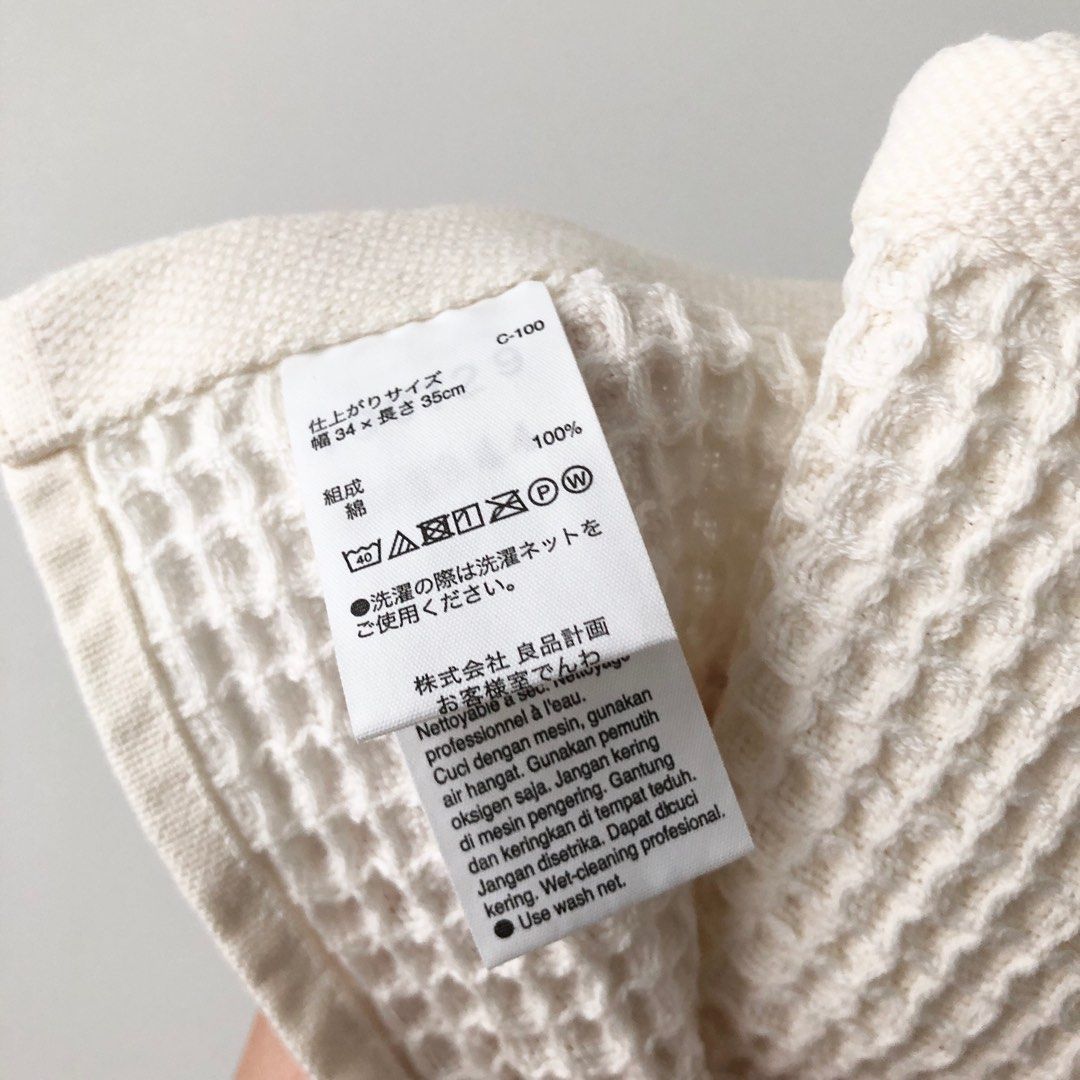 C-100
仕上がりサイズ
幅 34 × 長さ 35cm
組成
綿 100%
40
P W
●洗濯の際は洗濯ネットを
ご使用ください。
株式会社 良品計画
お客様室でんわ
Nettoyable à sec. Nettoyage
professionnel à l'eau.
Cuci dengan mesin, gunakan
air hangat. Gunakan pemutih
oksigen saja. Jangan kering
di mesin pengering. Gantung
dan keringkan di tempat teduh.
Jangan disetrika. Dapat dicuci
kering. Wet-cleaning profesional.
● Use wash net.